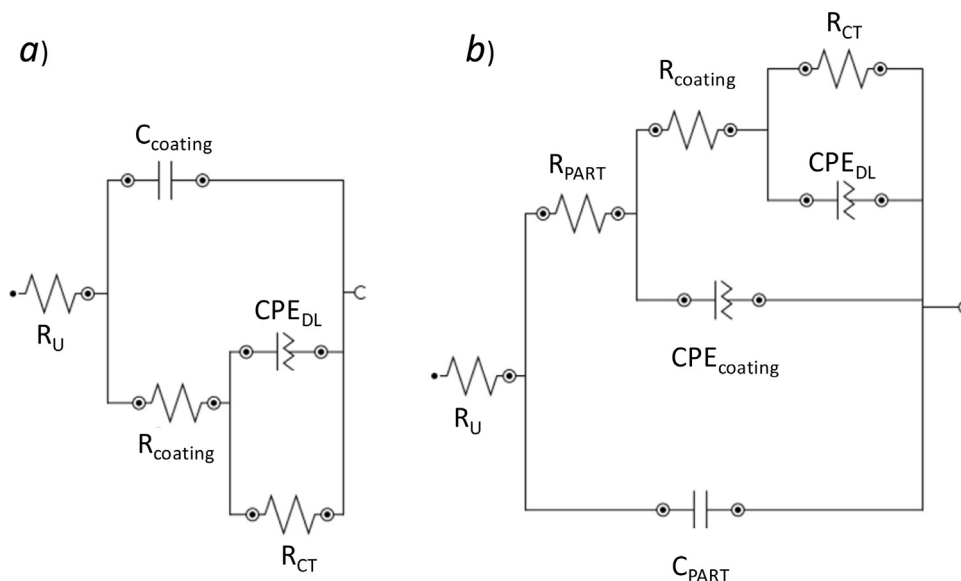 a)
C_coating
R_U
CPE_DL
R_coating
R_CT
b)
R_CT
R_coating
R_PART
CPE_DL
CPE_coating
R_U
C_PART